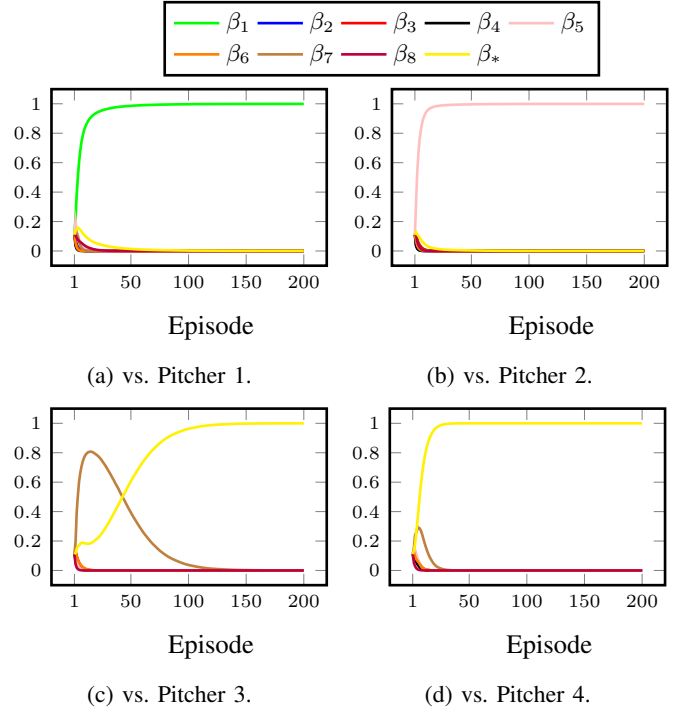 β1 β2 β3 β4 β5
β6 β7 β8 β∗
1
0.8
0.6
0.4
0.2
0
1 50 100 150 200
Episode
(a) vs. Pitcher 1.
1
0.8
0.6
0.4
0.2
0
1 50 100 150 200
Episode
(b) vs. Pitcher 2.
1
0.8
0.6
0.4
0.2
0
1 50 100 150 200
Episode
(c) vs. Pitcher 3.
1
0.8
0.6
0.4
0.2
0
1 50 100 150 200
Episode
(d) vs. Pitcher 4.